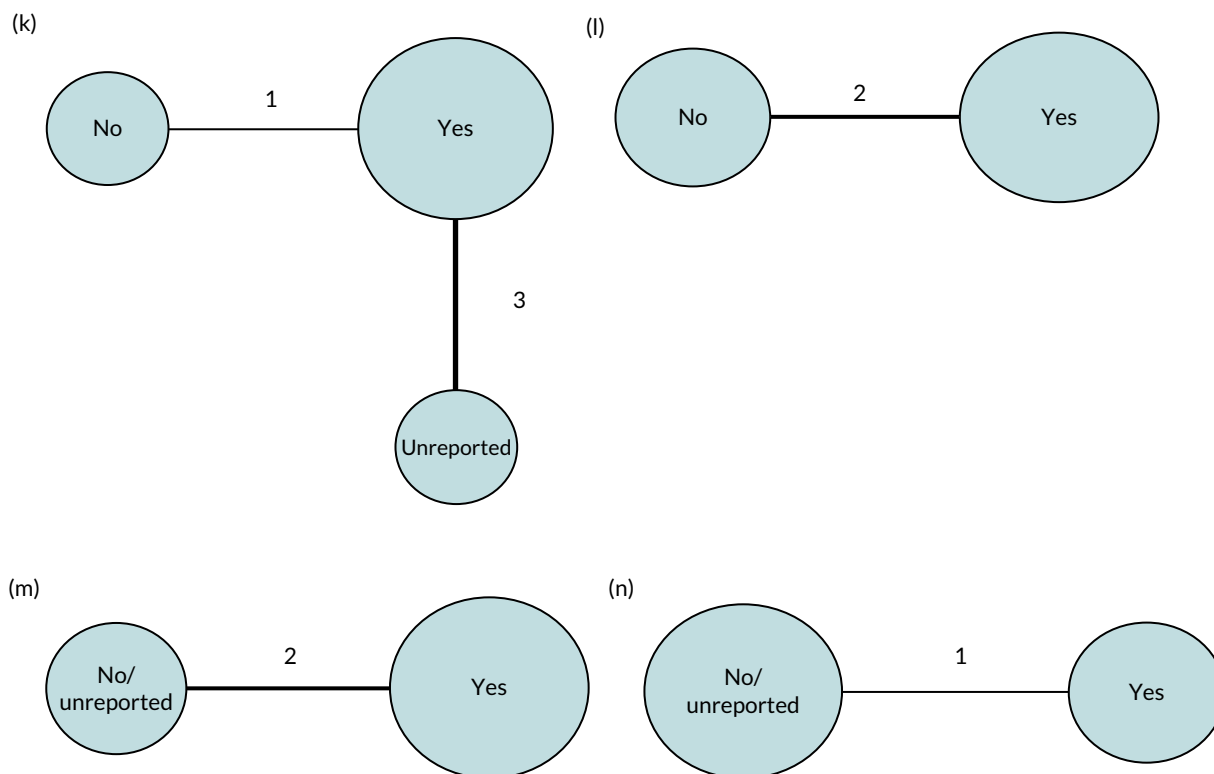 (k)
No
1
Yes
3
Unreported
(l)
No
2
Yes
(m)
No/
unreported
2
Yes
(n)
No/
unreported
1
Yes